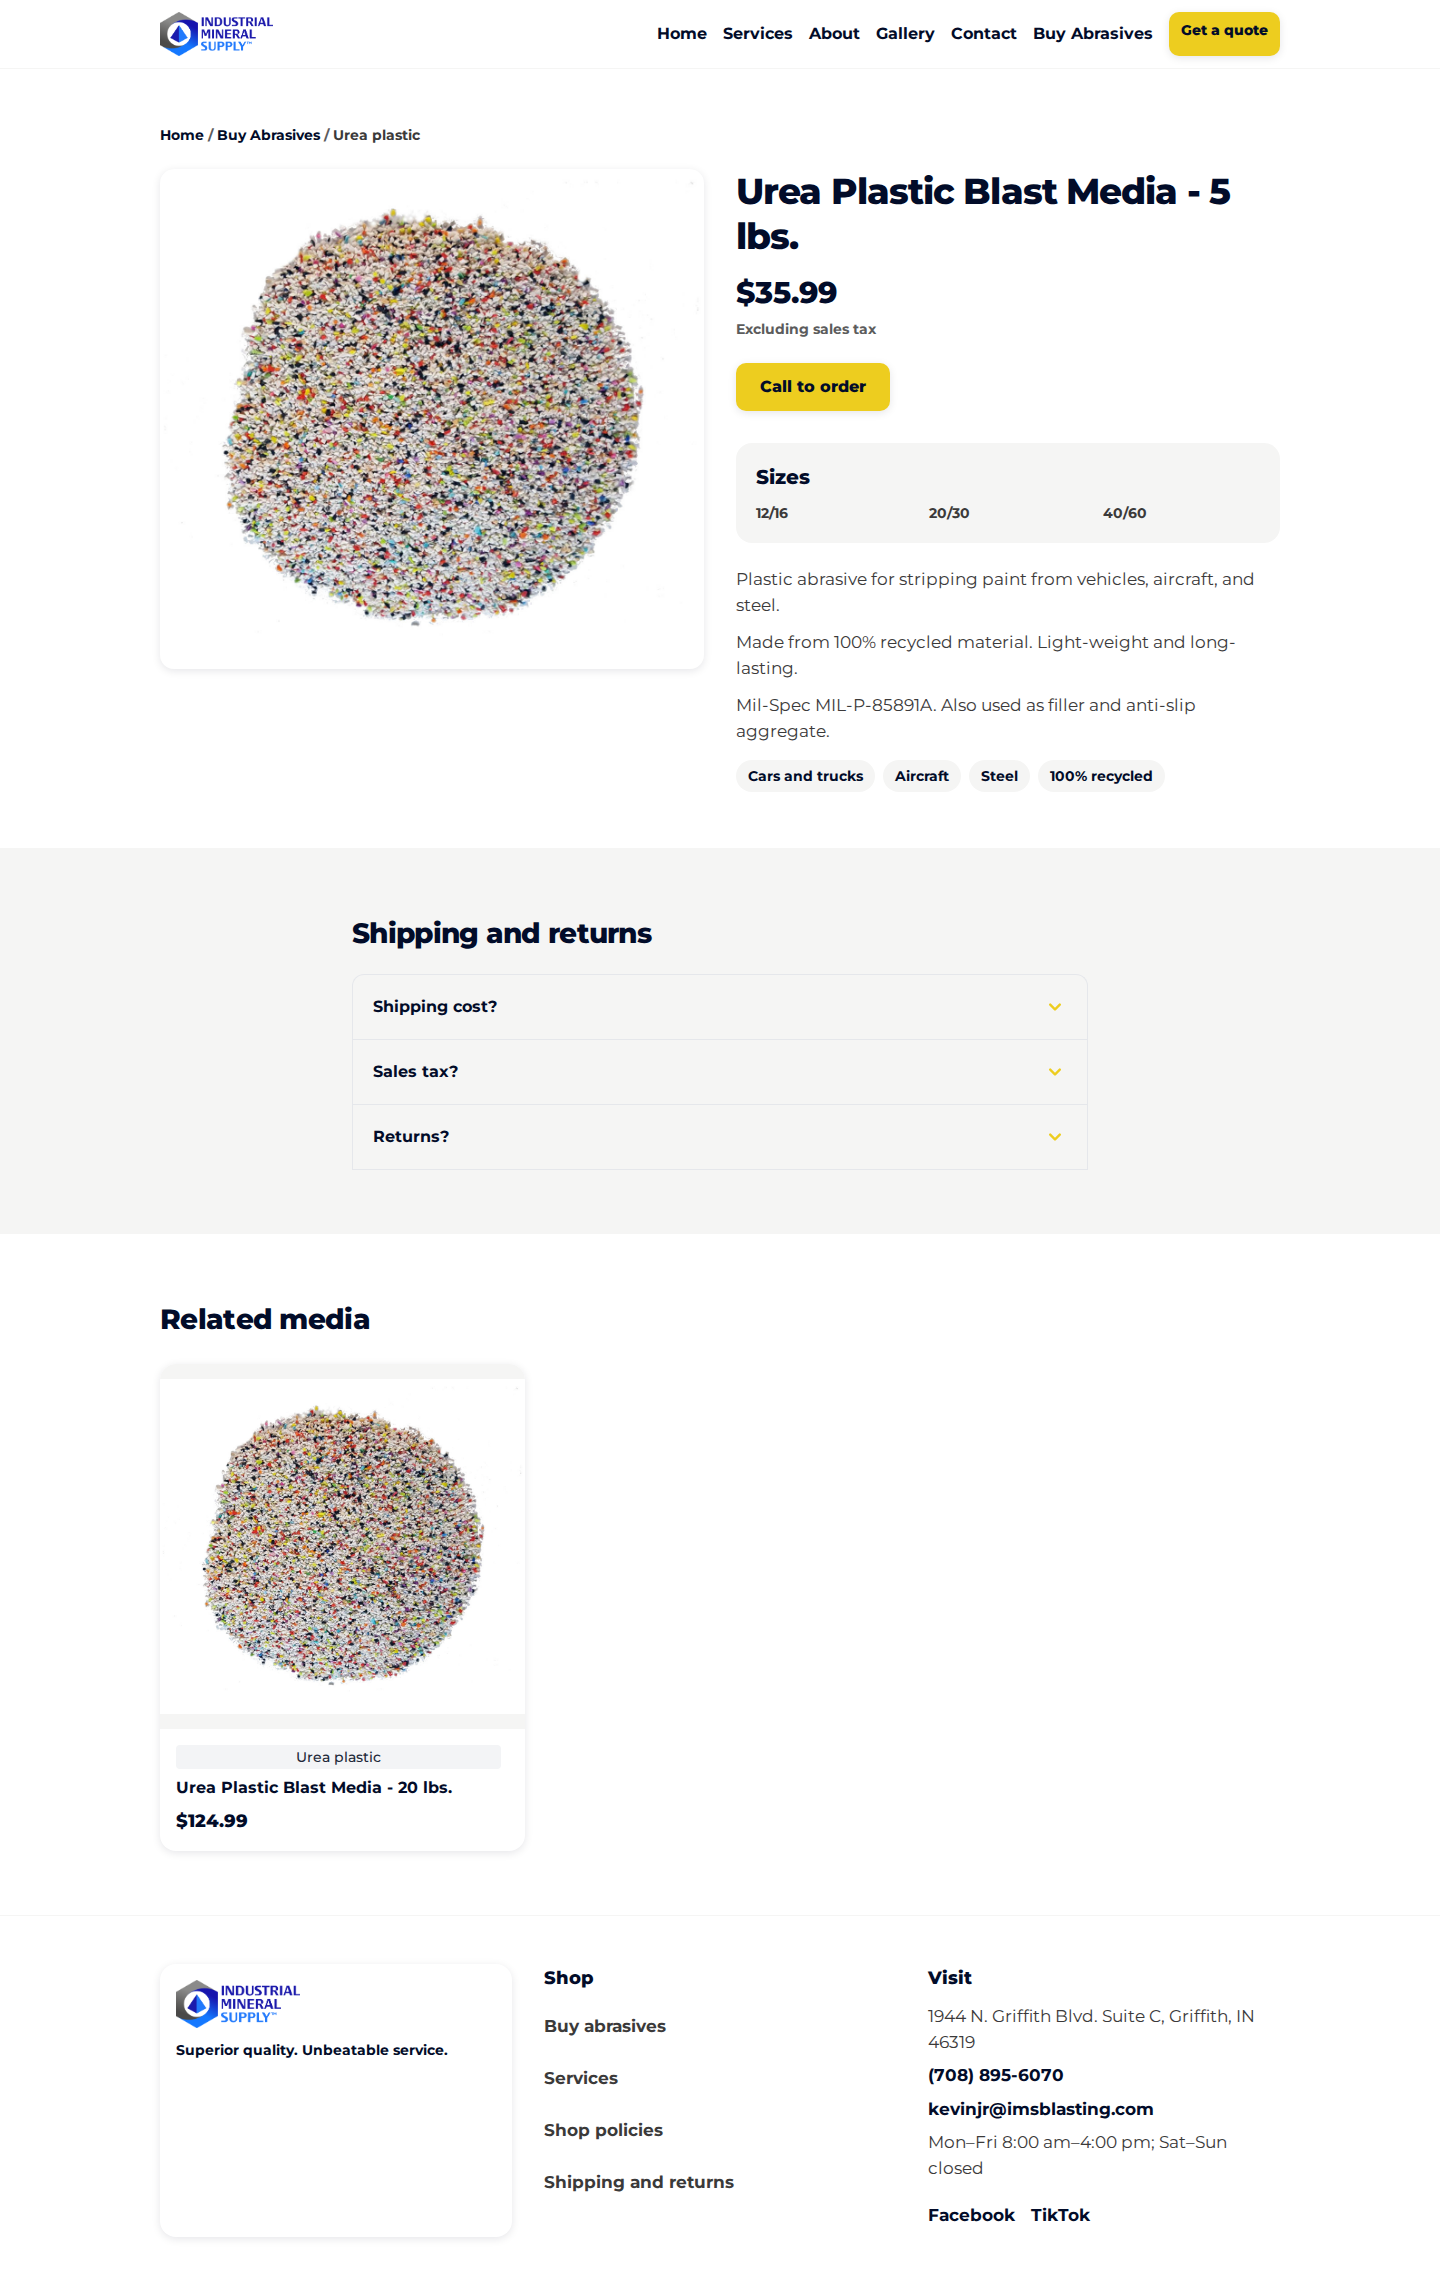 INDUSTRIAL
MINERAL
SUPPLY™
Home Services About Gallery Contact Buy Abrasives Get a quote
Home / Buy Abrasives / Urea plastic
Urea Plastic Blast Media - 5
lbs.
$35.99
Excluding sales tax
Call to order
Sizes
12/16 20/30 40/60
Plastic abrasive for stripping paint from vehicles, aircraft, and
steel.
Made from 100% recycled material. Light-weight and long-
lasting.
Mil-Spec MIL-P-85891A. Also used as filler and anti-slip
aggregate.
Cars and trucks Aircraft Steel 100% recycled
Shipping and returns
Shipping cost?
Sales tax?
Returns?
Related media
Urea plastic
Urea Plastic Blast Media - 20 lbs.
$124.99
INDUSTRIAL
MINERAL
SUPPLY™
Superior quality. Unbeatable service.
Shop
Buy abrasives
Services
Shop policies
Shipping and returns
Visit
1944 N. Griffith Blvd. Suite C, Griffith, IN
46319
(708) 895-6070
kevinjr@imsblasting.com
Mon–Fri 8:00 am–4:00 pm; Sat–Sun
closed
Facebook TikTok